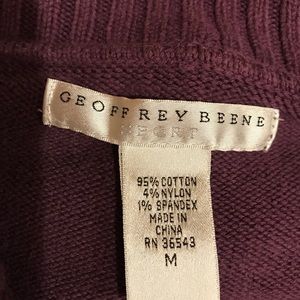 GEOFFREY BEENE
SPORT
95% COTTON
4% NYLON
1% SPANDEX
MADE IN
CHINA
RN 36543
M